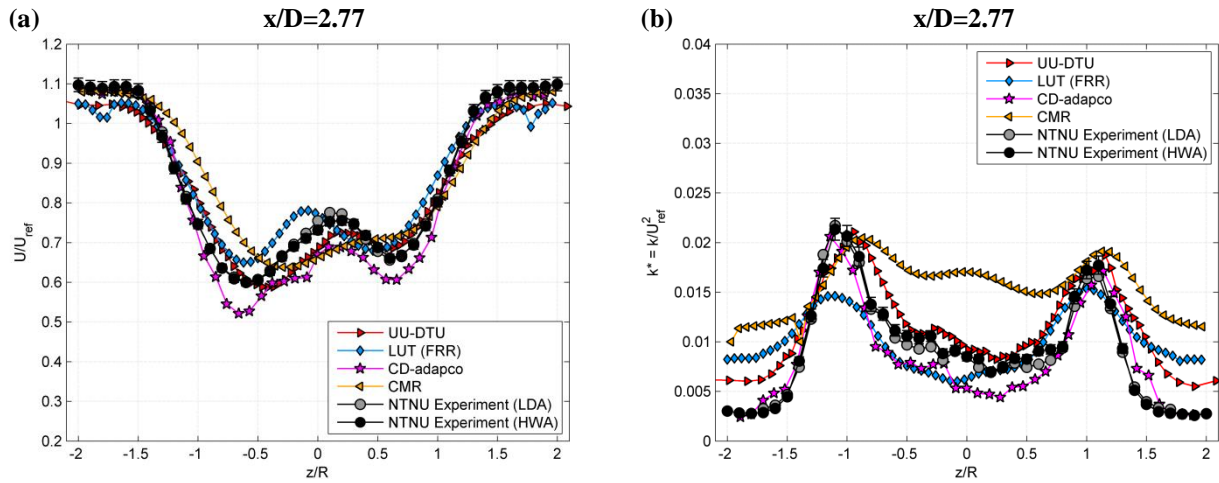 (a)
x/D=2.77
1.2
1.1
1
0.9
0.8
0.7
0.6
0.5
0.4
0.3
0.2
U/U_ref
-2
-1.5
-1
-0.5
0
0.5
1
1.5
2
z/R
UU-DTU
LUT (FRR)
CD-adapco
CMR
NTNU Experiment (LDA)
NTNU Experiment (HWA)
(b)
x/D=2.77
0.04
0.035
0.03
0.025
0.02
0.015
0.01
0.005
0
k* = k/U²_ref
-2
-1.5
-1
-0.5
0
0.5
1
1.5
2
z/R
UU-DTU
LUT (FRR)
CD-adapco
CMR
NTNU Experiment (LDA)
NTNU Experiment (HWA)